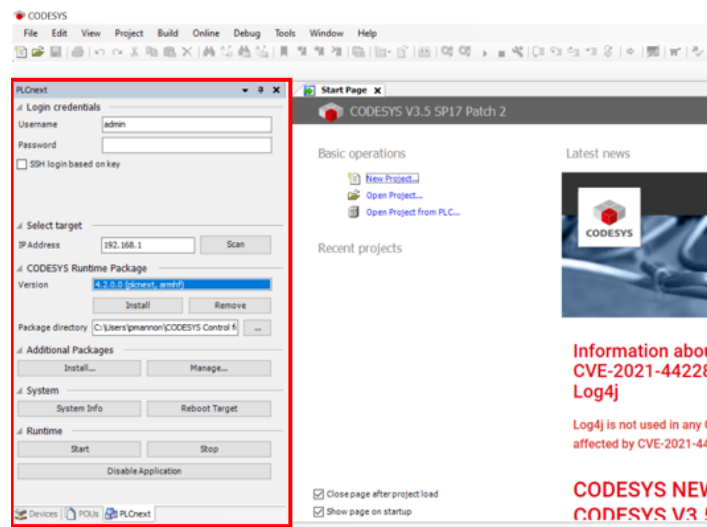 CODESYS
File Edit View Project Build Online Debug Tools Window Help
PLCnext
Login credentials
Username admin
Password
SSH login based on key
Select target
IP Address 192.168.1 Scan
CODESYS Runtime Package
Version 4.2.0.0 (plcnext, armhf)
Install Remove
Package directory C:\Users\pmannon\CODESYS Control f ...
Additional Packages
Install... Manage...
System
System Info Reboot Target
Runtime
Start Stop
Disable Application
Devices POUs PLCnext
Start Page X
CODESYS V3.5 SP17 Patch 2
Basic operations
New Project...
Open Project...
Open Project from PLC...
Recent projects
Close page after project load
Show page on startup
Latest news
CODESYS
Information abou
CVE-2021-44228
Log4j
Log4j is not used in any
affected by CVE-2021-44
CODESYS NEW
CODESYS V3.5